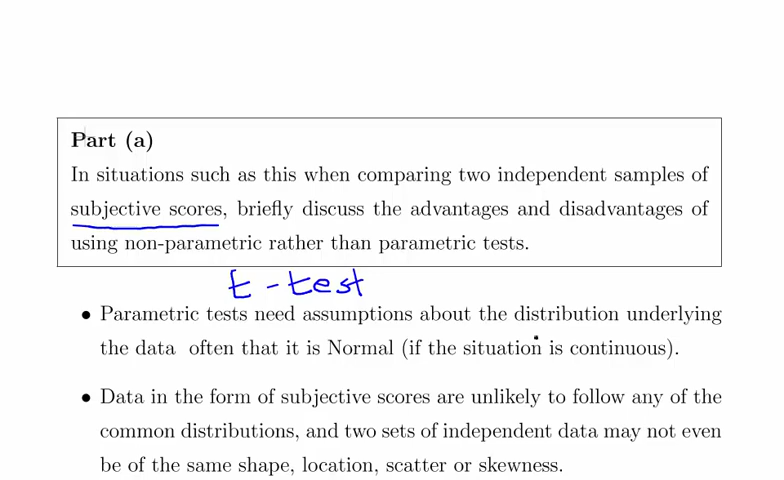 Part (a)
In situations such as this when comparing two independent samples of
subjective scores, briefly discuss the advantages and disadvantages of
using non-parametric rather than parametric tests.
t - test
• Parametric tests need assumptions about the distribution underlying
the data often that it is Normal (if the situation is continuous).
• Data in the form of subjective scores are unlikely to follow any of the
common distributions, and two sets of independent data may not even
be of the same shape, location, scatter or skewness.